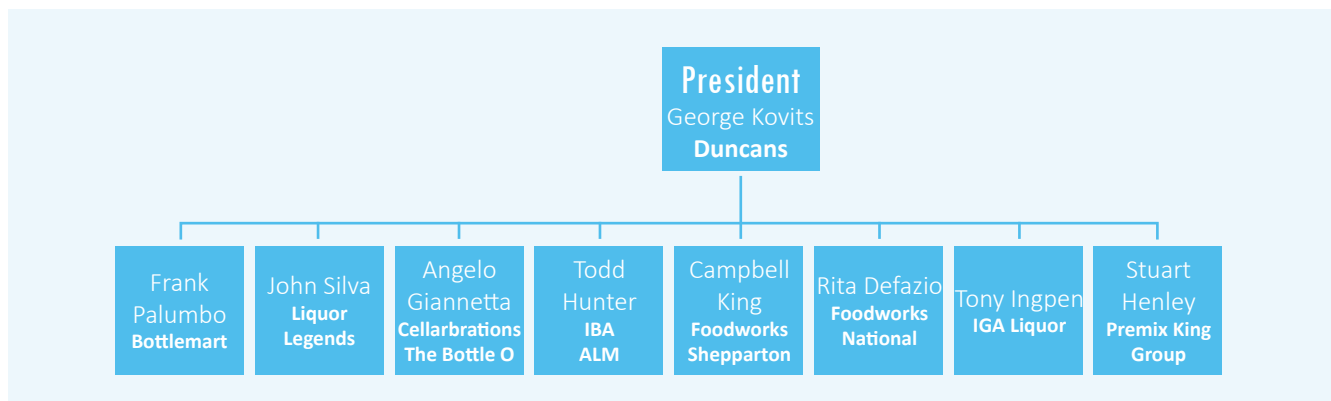 President
George Kovits
Duncans
Frank
Palumbo
Bottlemart
John Silva
Liquor
Legends
Angelo
Giannetta
Cellarbrations
The Bottle O
Todd
Hunter
IBA
ALM
Campbell
King
Foodworks
Shepparton
Rita Defazio
Foodworks
National
Tony Ingpen
IGA Liquor
Stuart
Henley
Premix King
Group